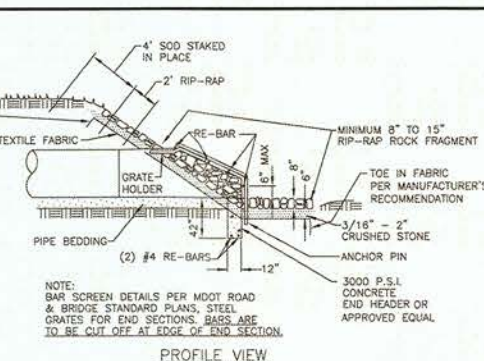 4' SOD STAKED
IN PLACE
2' RIP-RAP
TEXTILE FABRIC
RE-BAR
MINIMUM 8" TO 15"
RIP-RAP ROCK FRAGMENT
6" MAX
8"
6"
GRATE
HOLDER
TOE IN FABRIC
PER MANUFACTURER'S
RECOMMENDATION
3/16" - 2"
CRUSHED STONE
PIPE BEDDING
42"
ANCHOR PIN
(2) #4 RE-BARS
12"
3000 P.S.I.
CONCRETE
END HEADER OR
APPROVED EQUAL
NOTE:
BAR SCREEN DETAILS PER MDOT ROAD
& BRIDGE STANDARD PLANS, STEEL
GRATES FOR END SECTIONS. BARS ARE
TO BE CUT OFF AT EDGE OF END SECTION.
PROFILE VIEW